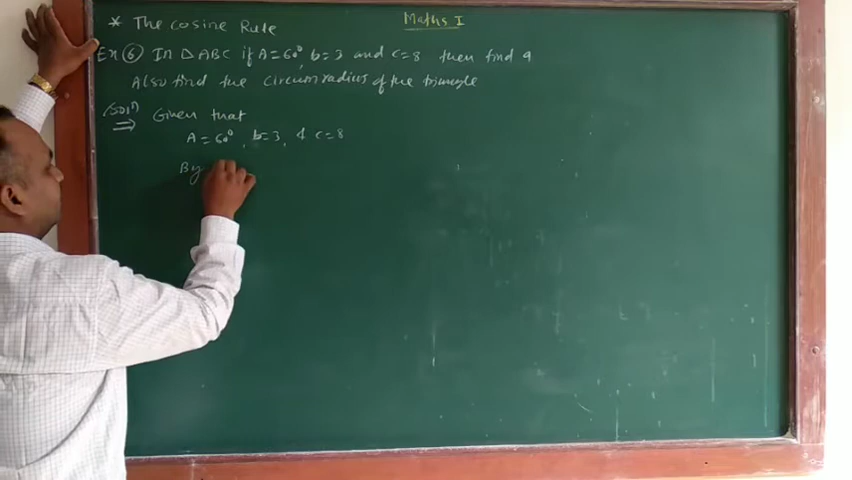 Maths I
* The Cosine Rule
Ex ⑥ In △ABC if A=60°, b=3 and c=8 then find a
Also find the circumradius of the triangle
Soln ⇒ Given that
A = 60°, b=3, & c=8
By